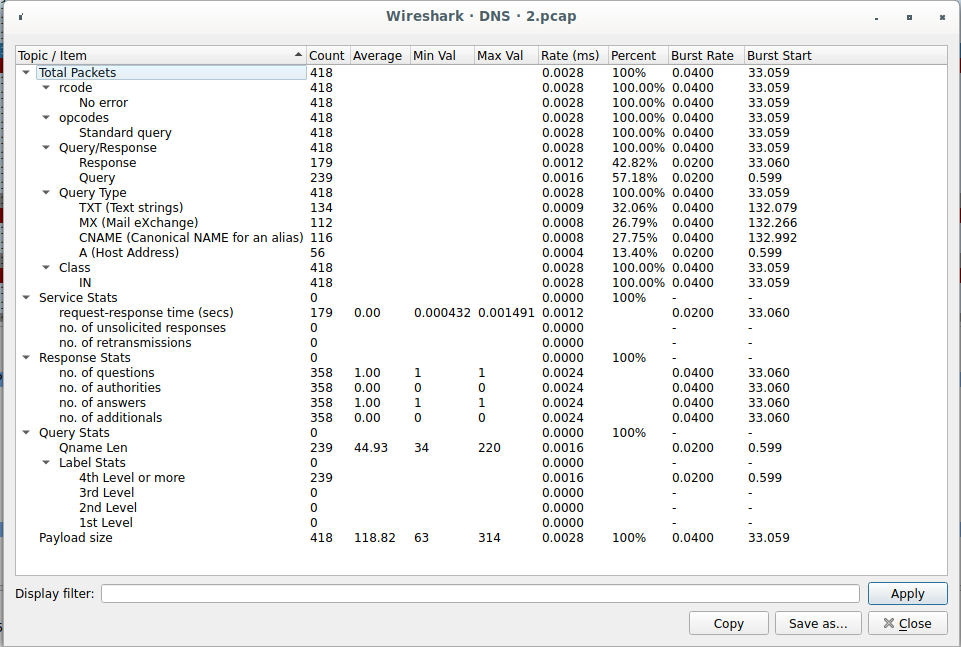 Wireshark · DNS · 2.pcap
Topic / Item Count Average Min Val Max Val Rate (ms) Percent Burst Rate Burst Start
Total Packets 418 0.0028 100% 0.0400 33.059
rcode 418 0.0028 100.00% 0.0400 33.059
No error 418 0.0028 100.00% 0.0400 33.059
opcodes 418 0.0028 100.00% 0.0400 33.059
Standard query 418 0.0028 100.00% 0.0400 33.059
Query/Response 418 0.0028 100.00% 0.0400 33.059
Response 179 0.0012 42.82% 0.0200 33.060
Query 239 0.0016 57.18% 0.0200 0.599
Query Type 418 0.0028 100.00% 0.0400 33.059
TXT (Text strings) 134 0.0009 32.06% 0.0400 132.079
MX (Mail eXchange) 112 0.0008 26.79% 0.0400 132.266
CNAME (Canonical NAME for an alias) 116 0.0008 27.75% 0.0400 132.992
A (Host Address) 56 0.0004 13.40% 0.0200 0.599
Class 418 0.0028 100.00% 0.0400 33.059
IN 418 0.0028 100.00% 0.0400 33.059
Service Stats 0 0.0000 100% - -
request-response time (secs) 179 0.00 0.000432 0.001491 0.0012 0.0200 33.060
no. of unsolicited responses 0 0.0000 - -
no. of retransmissions 0 0.0000 - -
Response Stats 0 0.0000 100% - -
no. of questions 358 1.00 1 1 0.0024 0.0400 33.060
no. of authorities 358 0.00 0 0 0.0024 0.0400 33.060
no. of answers 358 1.00 1 1 0.0024 0.0400 33.060
no. of additionals 358 0.00 0 0 0.0024 0.0400 33.060
Query Stats 0 0.0000 100% - -
Qname Len 239 44.93 34 220 0.0016 0.0200 0.599
Label Stats 0 0.0000 - -
4th Level or more 239 0.0016 0.0200 0.599
3rd Level 0 0.0000 - -
2nd Level 0 0.0000 - -
1st Level 0 0.0000 - -
Payload size 418 118.82 63 314 0.0028 100% 0.0400 33.059
Display filter: Apply
Copy Save as... Close